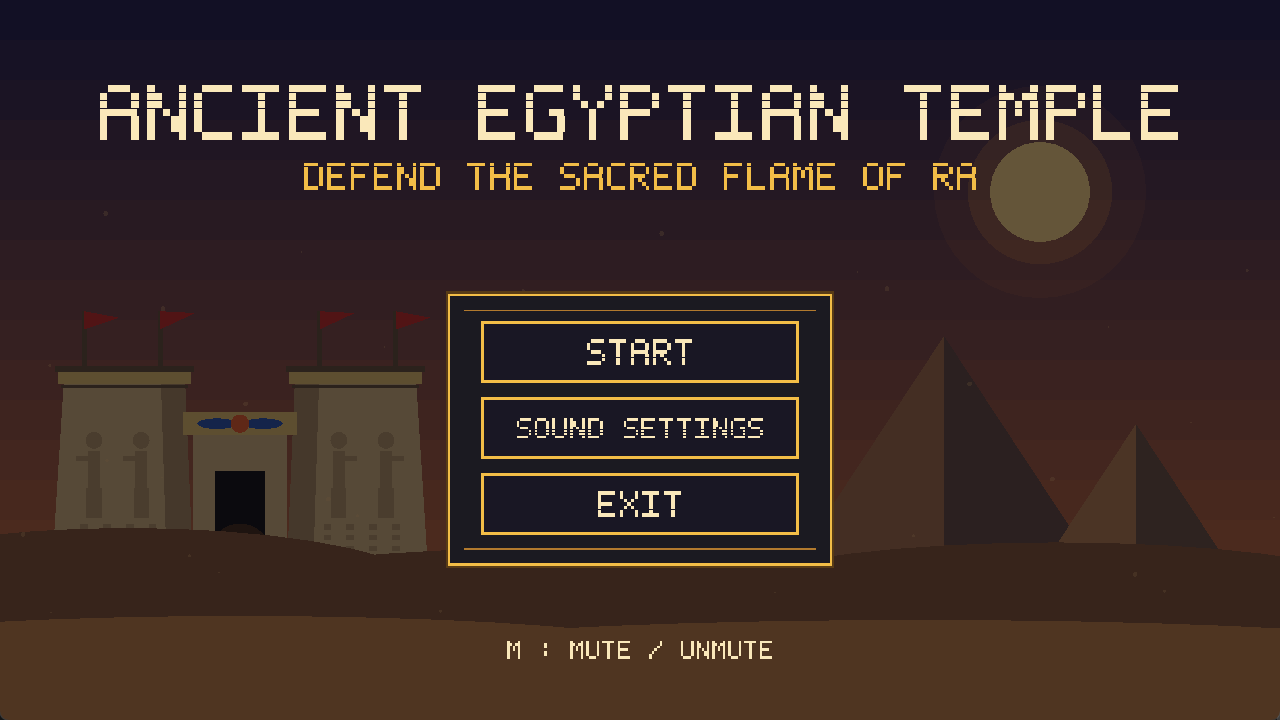 ANCIENT EGYPTIAN TEMPLE
DEFEND THE SACRED FLAME OF RA
START
SOUND SETTINGS
EXIT
M : MUTE / UNMUTE